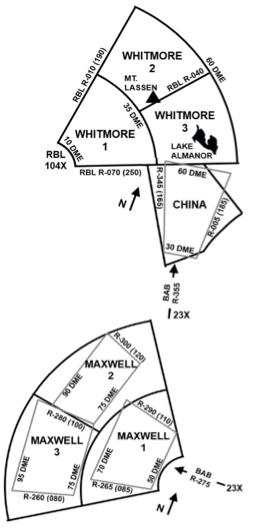 WHITMORE
2
60 DME
RBL R-010 (190)
MT.
LASSEN
RBL R-040
35 DME
WHITMORE
3
WHITMORE
1
10 DME
LAKE
ALMANOR
RBL
104X
RBL R-070 (250)
60 DME
R-345 (165)
N
CHINA
R-005 (185)
30 DME
BAB
R-355
23X
R-300 (120)
MAXWELL
2
90 DME
75 DME
R-290 (110)
R-280 (100)
MAXWELL
3
MAXWELL
1
70 DME
50 DME
95 DME
75 DME
R-265 (085)
R-260 (080)
23X
BAB
R-275
N